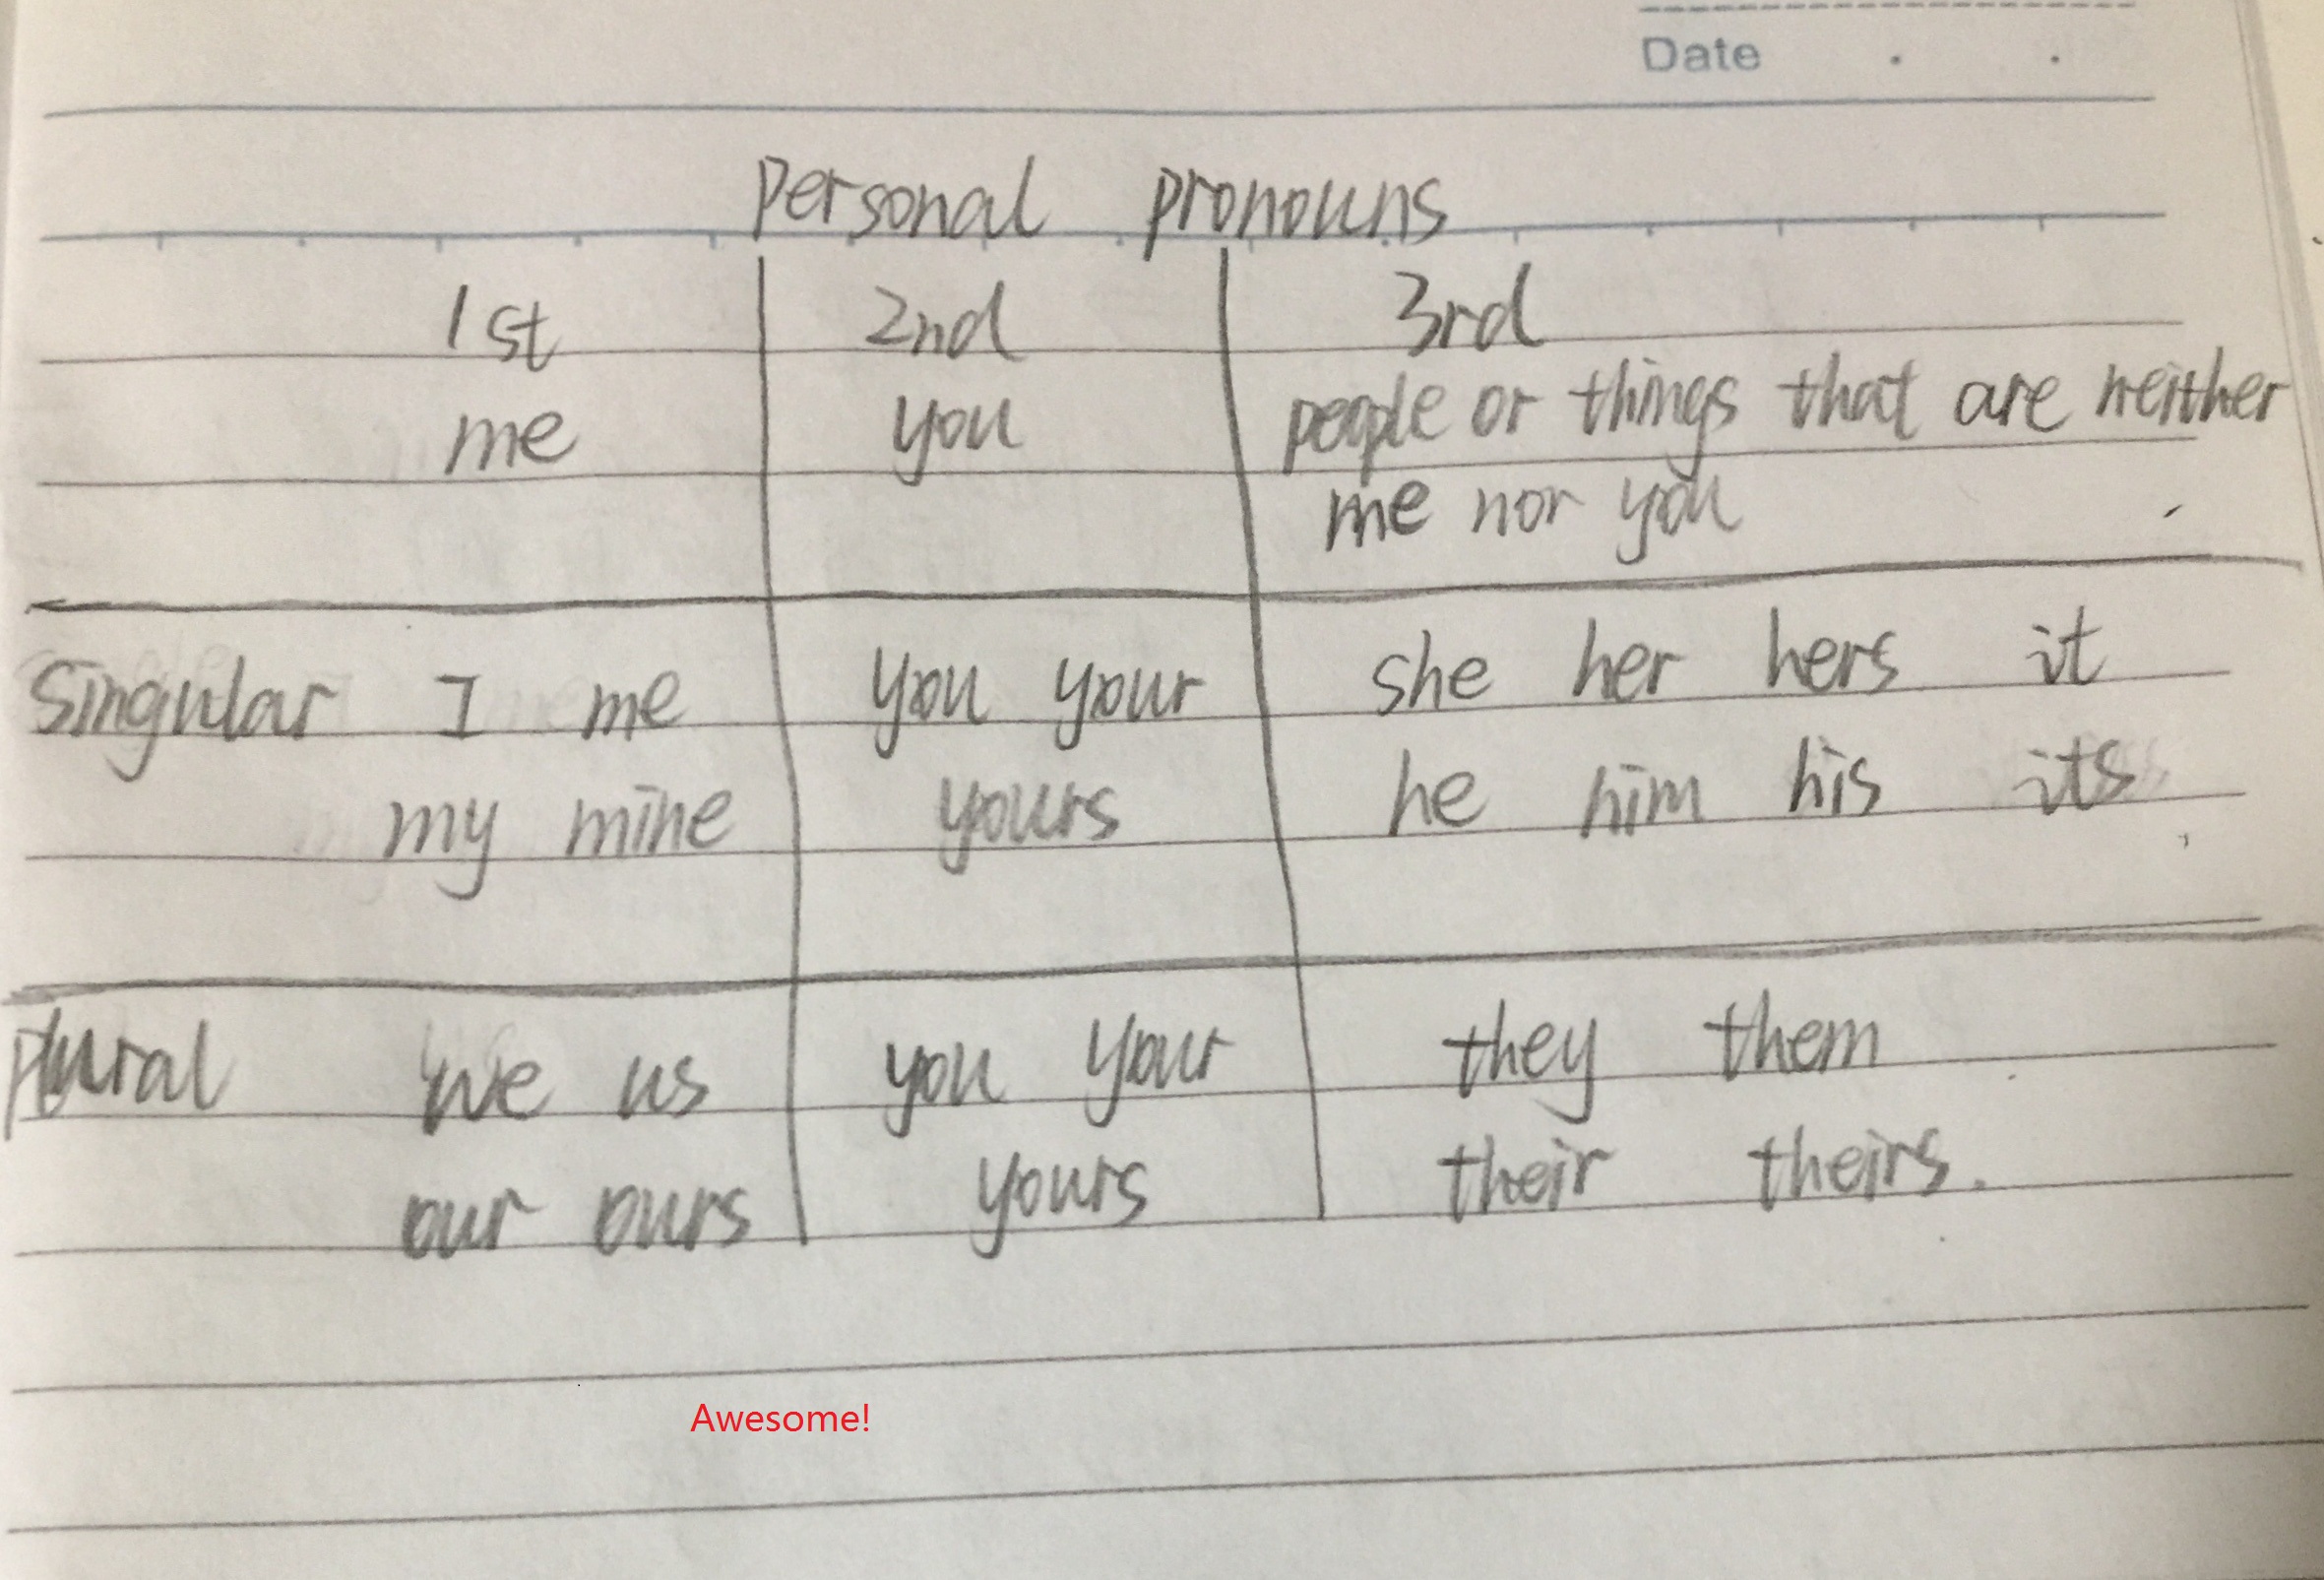 Date . .
Personal pronouns
1st 2nd 3rd
me you people or things that are neither
me nor you
Singular I me you your she her hers it
my mine yours he him his its
Plural we us you your they them
our ours yours their theirs.
Awesome!